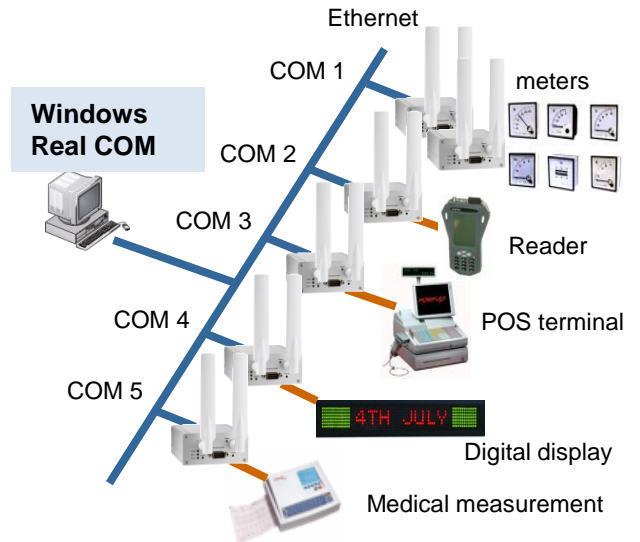 Ethernet
COM 1
meters
Windows
Real COM
COM 2
COM 3
Reader
COM 4
POS terminal
COM 5
4TH JULY
Digital display
Medical measurement